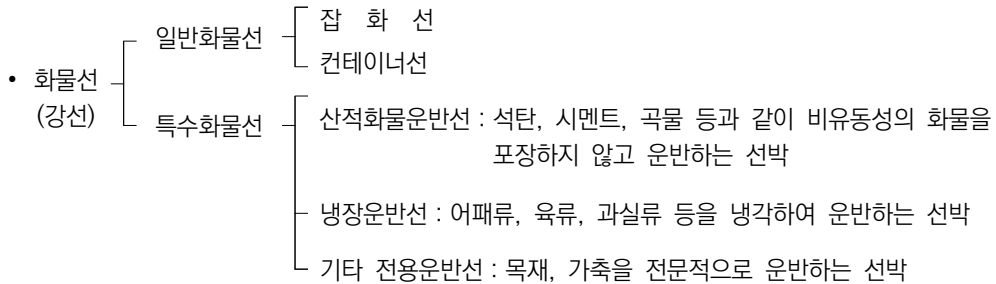 잡 화 선
일반화물선
컨테이너선
• 화물선
(강선)
특수화물선
산적화물운반선 : 석탄, 시멘트, 곡물 등과 같이 비유동성의 화물을
포장하지 않고 운반하는 선박
냉장운반선 : 어패류, 육류, 과실류 등을 냉각하여 운반하는 선박
기타 전용운반선 : 목재, 가축을 전문적으로 운반하는 선박